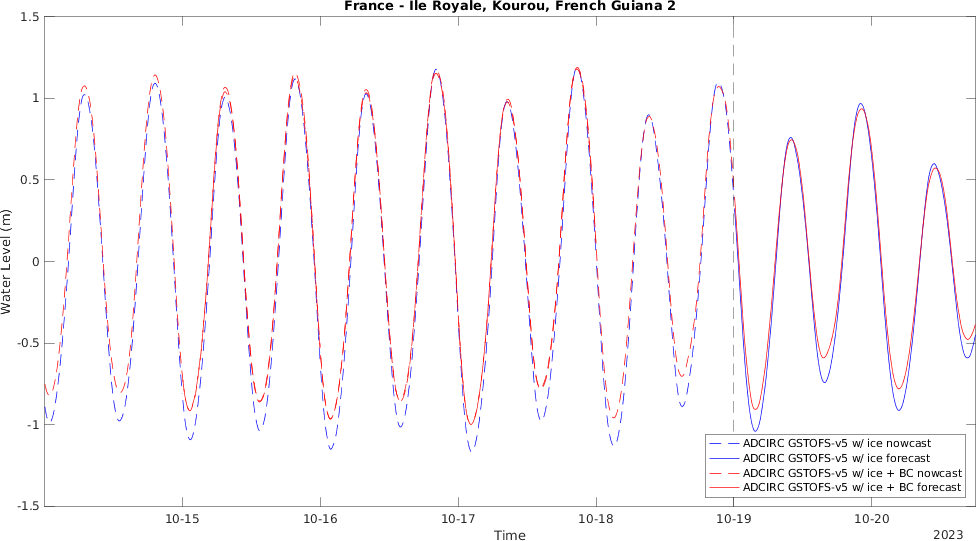 France - Ile Royale, Kourou, French Guiana 2
1.5
1
0.5
0
-0.5
-1
-1.5
Water Level (m)
10-15
10-16
10-17
10-18
10-19
10-20
Time
2023
ADCIRC GSTOFS-v5 w/ ice nowcast
ADCIRC GSTOFS-v5 w/ ice forecast
ADCIRC GSTOFS-v5 w/ ice + BC nowcast
ADCIRC GSTOFS-v5 w/ ice + BC forecast